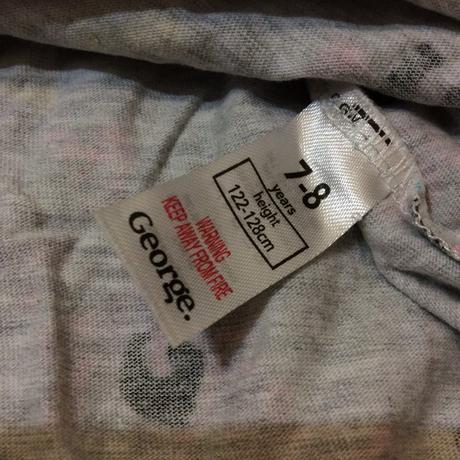 7-8
years
height
122-128cm
WARNING
KEEP AWAY FROM FIRE
George.